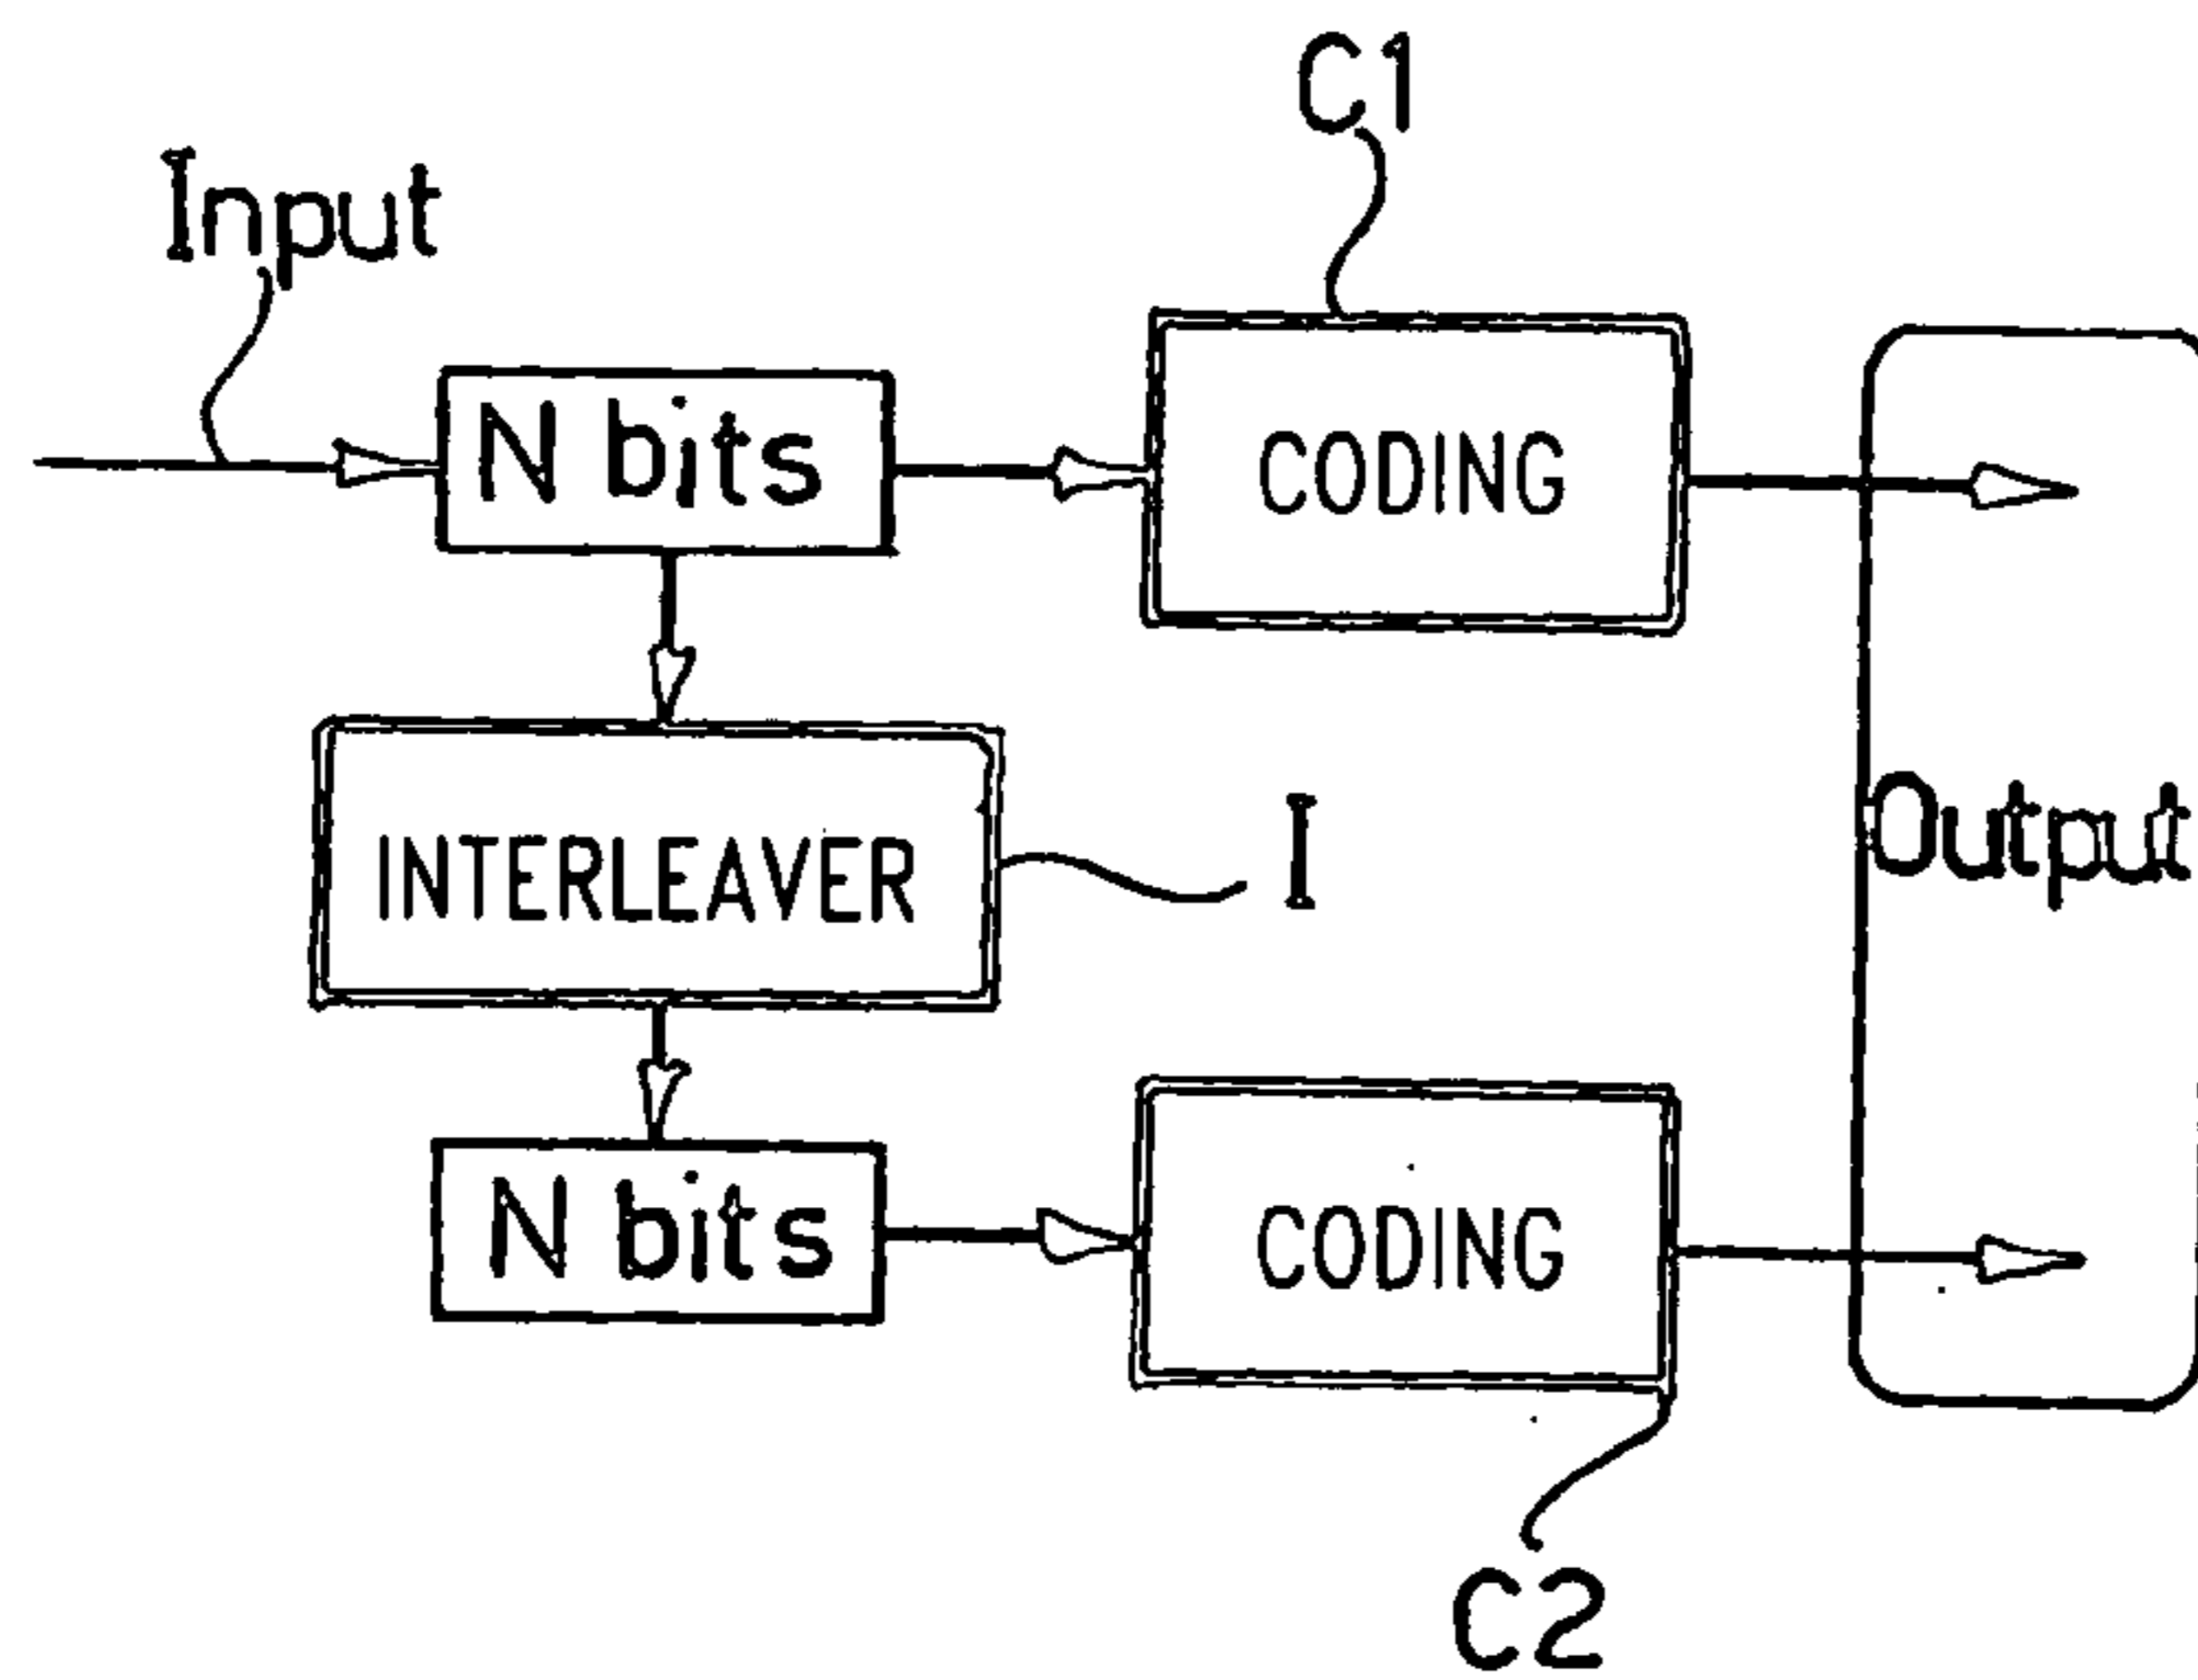 C1
Input
N bits
CODING
INTERLEAVER
I
Output
N bits
CODING
C2